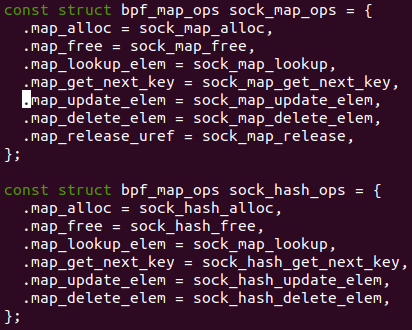 const struct bpf_map_ops sock_map_ops = {
.map_alloc = sock_map_alloc,
.map_free = sock_map_free,
.map_lookup_elem = sock_map_lookup,
.map_get_next_key = sock_map_get_next_key,
.map_update_elem = sock_map_update_elem,
.map_delete_elem = sock_map_delete_elem,
.map_release_uref = sock_map_release,
};
const struct bpf_map_ops sock_hash_ops = {
.map_alloc = sock_hash_alloc,
.map_free = sock_hash_free,
.map_lookup_elem = sock_map_lookup,
.map_get_next_key = sock_hash_get_next_key,
.map_update_elem = sock_hash_update_elem,
.map_delete_elem = sock_hash_delete_elem,
};